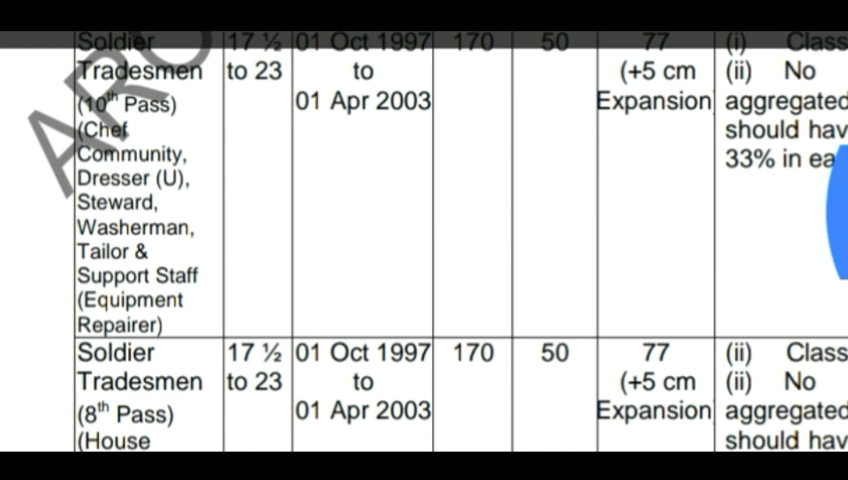 Soldier 17 ½ 01 Oct 1997 170 50 77 (i) Class
Tradesmen to 23 to (+5 cm (ii) No
(10th Pass) 01 Apr 2003 Expansion) aggregated
(Chef should hav
Community, 33% in ea
Dresser (U),
Steward,
Washerman,
Tailor &
Support Staff
(Equipment
Repairer)
Soldier 17 ½ 01 Oct 1997 170 50 77 (ii) Class
Tradesmen to 23 to (+5 cm (ii) No
(8th Pass) 01 Apr 2003 Expansion) aggregated
(House should hav
ARO